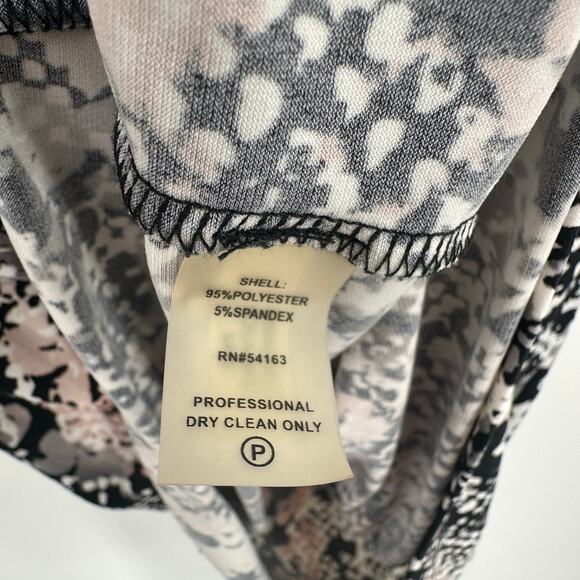 SHELL:
95%POLYESTER
5%SPANDEX
RN#54163
PROFESSIONAL
DRY CLEAN ONLY
P